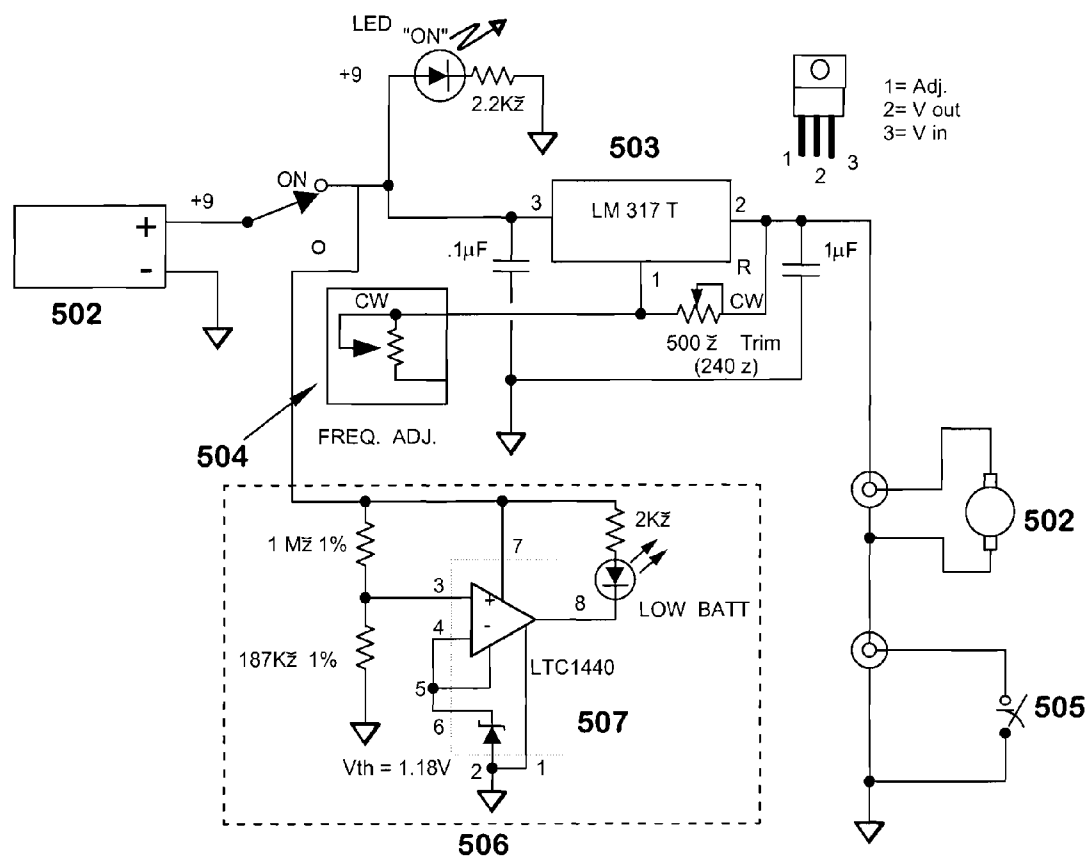 LED "ON"
+9
2.2Kž
1= Adj.
2= V out
3= V in
503
1
2
3
ON
+9
3
LM 317 T
2
+
-
.1µF
1
R
1µF
502
CW
CW
500 ž Trim
(240 z)
504
FREQ. ADJ.
2Kž
502
1 Mž 1%
7
3
+
8
LOW BATT
4
-
187Kž 1%
LTC1440
5
507
505
6
Vth = 1.18V
2
1
506